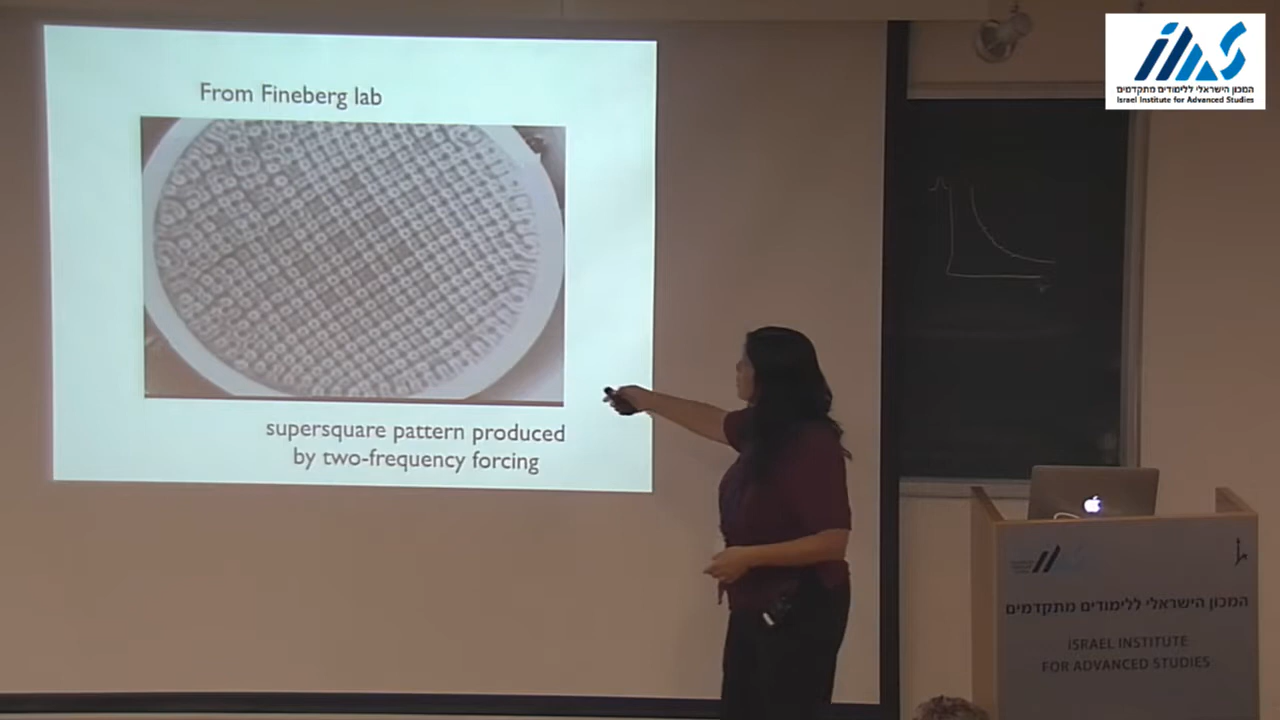 From Fineberg lab
supersquare pattern produced
by two-frequency forcing
המכון הישראלי ללימודים מתקדמים
Israel Institute for Advanced Studies
המכון הישראלי ללימודים מתקדמים
iSRAEL INSTITUTE
FOR ADVANCED STUDIES